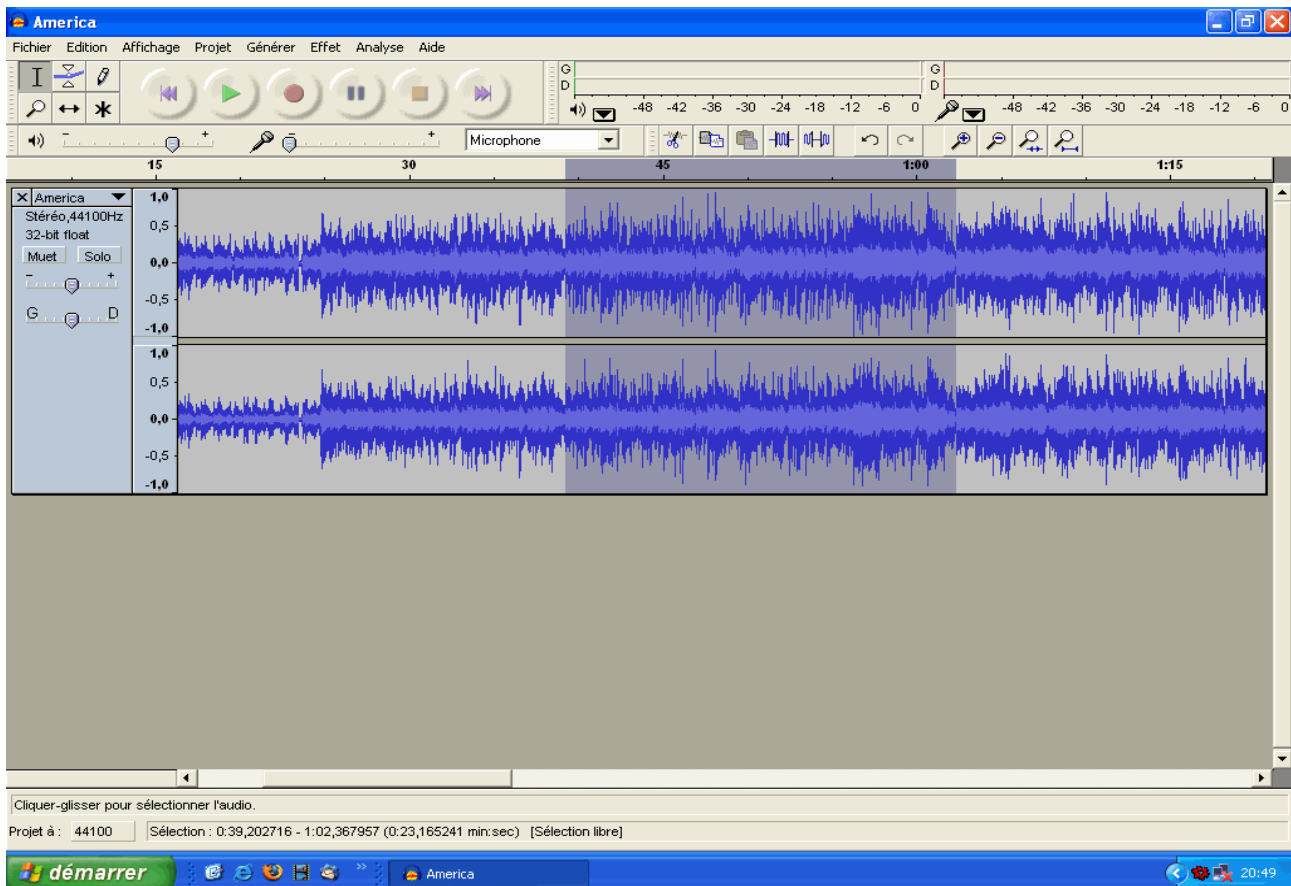 America
Fichier Edition Affichage Projet Générer Effet Analyse Aide
G
D
-48 -42 -36 -30 -24 -18 -12 -6 0
G
D
-48 -42 -36 -30 -24 -18 -12 -6 0
- + - + Microphone
15 30 45 1:00 1:15
America
Stéréo,44100Hz
32-bit float
Muet Solo
- +
G D
1,0
0,5
0,0
-0,5
-1,0
1,0
0,5
0,0
-0,5
-1,0
Cliquer-glisser pour sélectionner l'audio.
Projet à : 44100 Sélection : 0:39,202716 - 1:02,367957 (0:23,165241 min:sec) [Sélection libre]
démarrer America 20:49